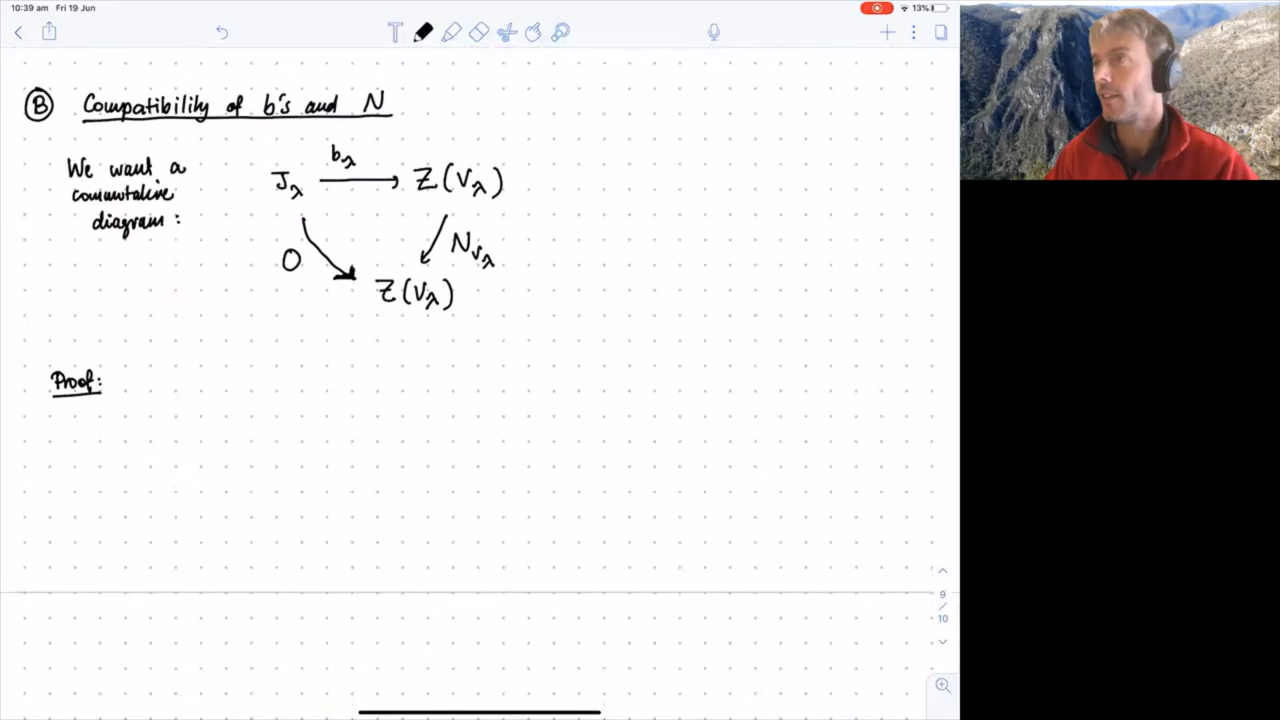 10:39 am Fri 19 Jun
13%
B Compatibility of b's and N
We want a
commutative
diagram:
J_λ b_λ Z(V_λ)
0 N_{V_λ}
Z(V_λ)
Proof:
9
/
10